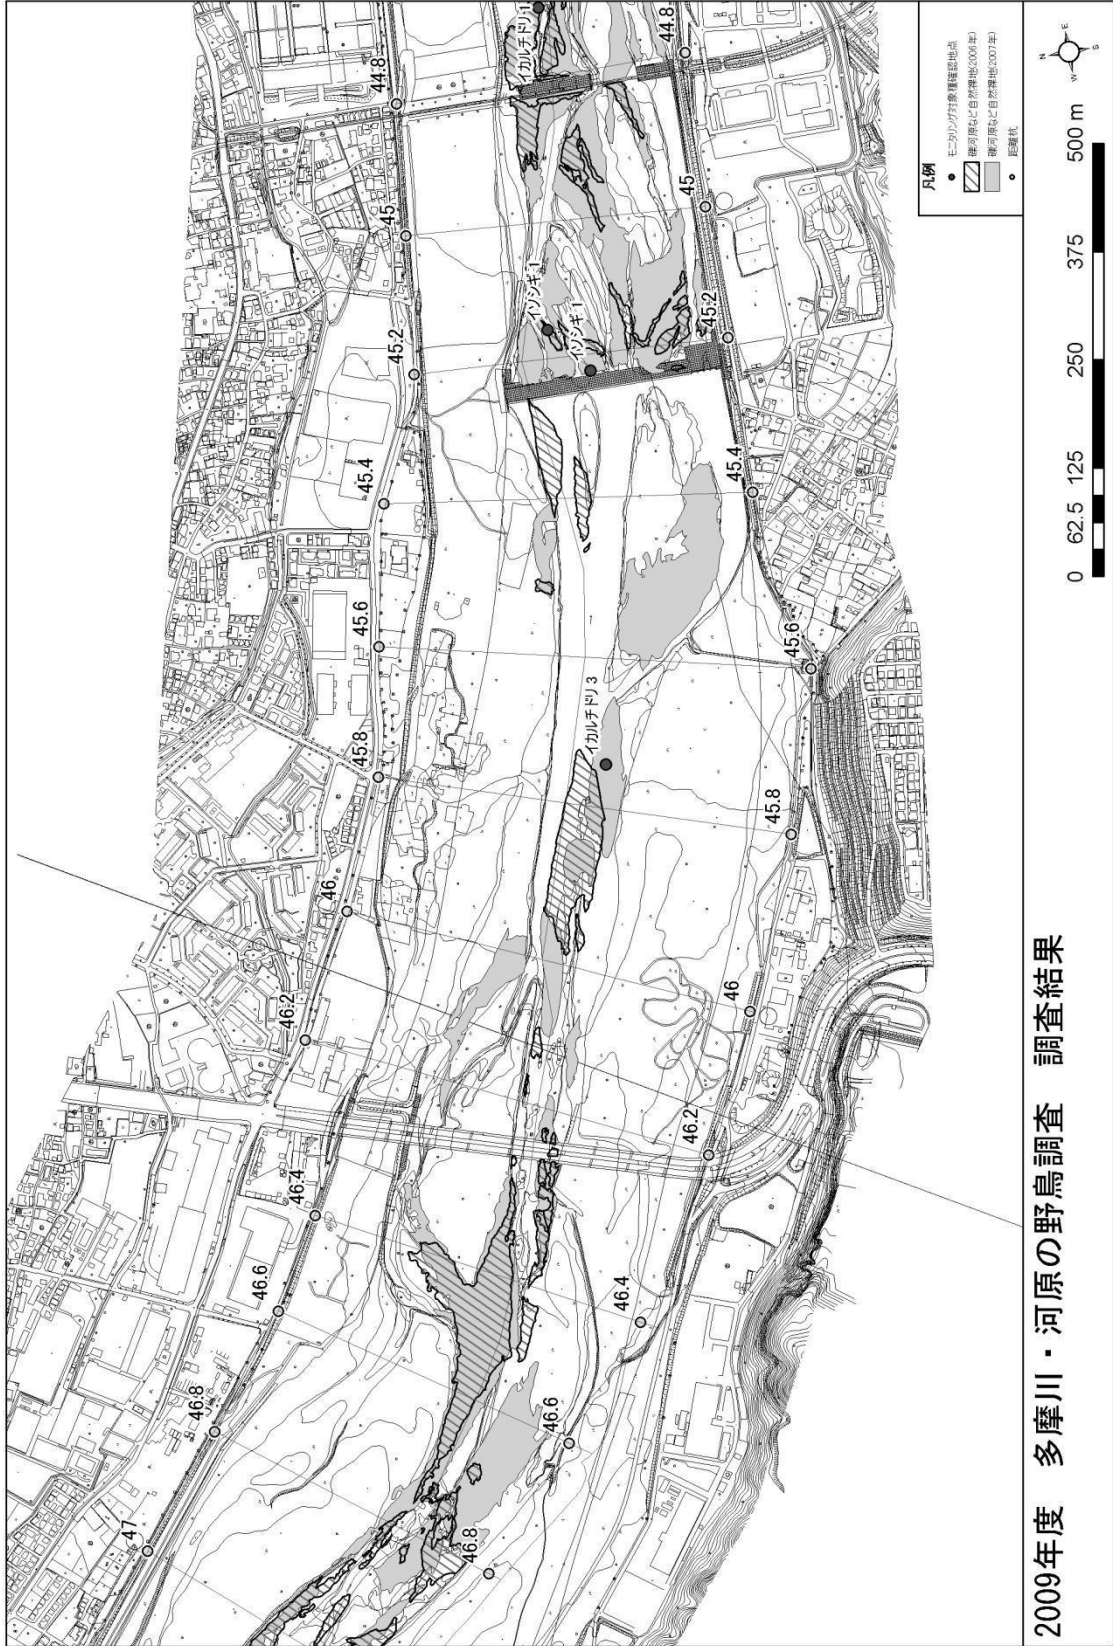 2009年度 多摩川・河原の野鳥調査 調査結果
47
46.8
46.6
46.4
46.2
46
45.8
45.6
45.4
45.2
45
44.8
イカルチドリ 1
イソシギ 1
イソシギ 1
イカルチドリ 3
46.8
46.6
46.4
46.2
46
45.8
45.6
45.4
45.2
45
44.8
凡例
モニタリング対象種確認地点
礫河原など自然裸地(2006年)
礫河原など自然裸地(2007年)
距離杭
0 62.5 125 250 375 500 m
N
E
S
W